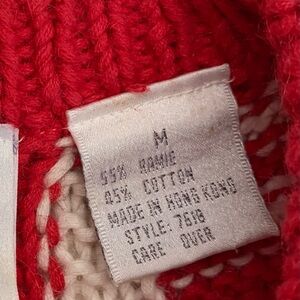 M
55% RAMIE
45% COTTON
MADE IN HONG KONG
STYLE: 7618
CARE OVER